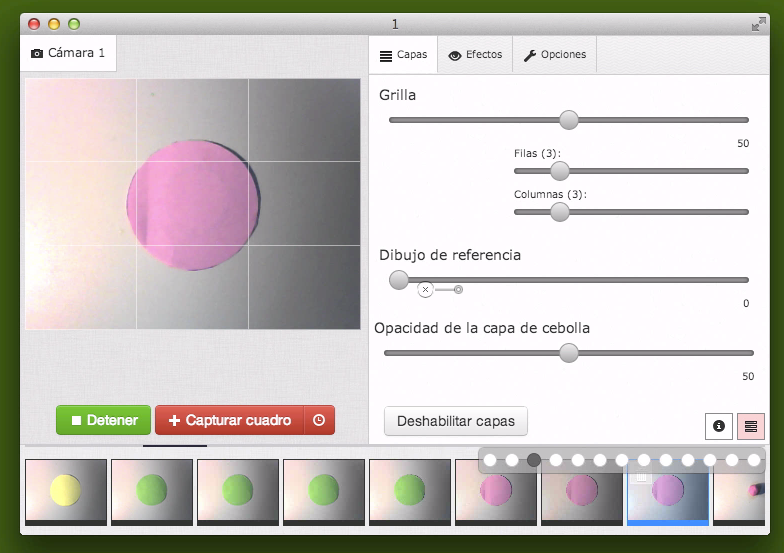 1
Cámara 1
Capas
Efectos
Opciones
Grilla
50
Filas (3):
Columnas (3):
Dibujo de referencia
0
Opacidad de la capa de cebolla
50
Detener
Capturar cuadro
Deshabilitar capas